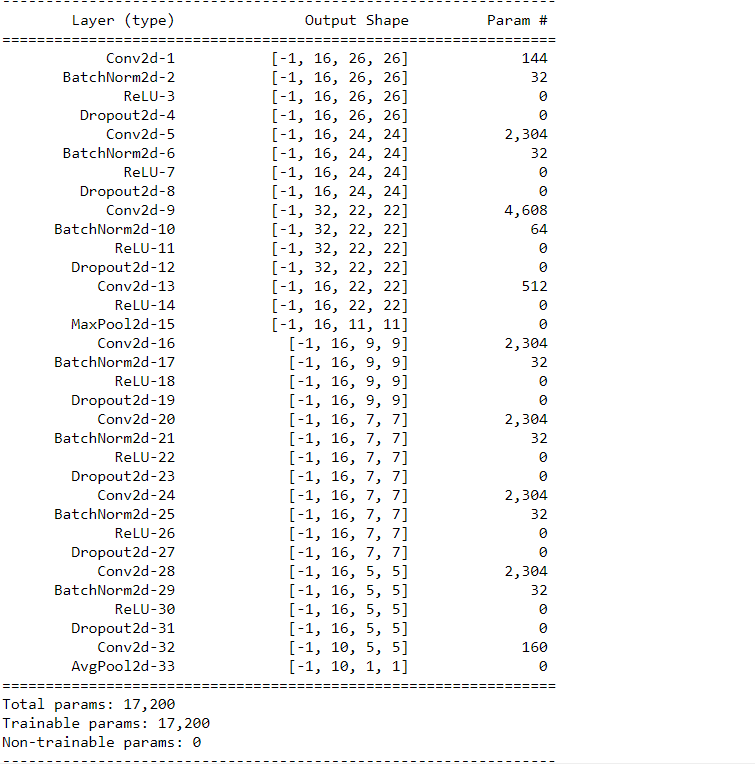 ----------------------------------------------------------------
        Layer (type)               Output Shape         Param #
================================================================
            Conv2d-1           [-1, 16, 26, 26]             144
       BatchNorm2d-2           [-1, 16, 26, 26]              32
              ReLU-3           [-1, 16, 26, 26]               0
         Dropout2d-4           [-1, 16, 26, 26]               0
            Conv2d-5           [-1, 16, 24, 24]           2,304
       BatchNorm2d-6           [-1, 16, 24, 24]              32
              ReLU-7           [-1, 16, 24, 24]               0
         Dropout2d-8           [-1, 16, 24, 24]               0
            Conv2d-9           [-1, 32, 22, 22]           4,608
      BatchNorm2d-10           [-1, 32, 22, 22]              64
             ReLU-11           [-1, 32, 22, 22]               0
        Dropout2d-12           [-1, 32, 22, 22]               0
           Conv2d-13           [-1, 16, 22, 22]             512
             ReLU-14           [-1, 16, 22, 22]               0
        MaxPool2d-15           [-1, 16, 11, 11]               0
           Conv2d-16             [-1, 16, 9, 9]           2,304
      BatchNorm2d-17             [-1, 16, 9, 9]              32
             ReLU-18             [-1, 16, 9, 9]               0
        Dropout2d-19             [-1, 16, 9, 9]               0
           Conv2d-20             [-1, 16, 7, 7]           2,304
      BatchNorm2d-21             [-1, 16, 7, 7]              32
             ReLU-22             [-1, 16, 7, 7]               0
        Dropout2d-23             [-1, 16, 7, 7]               0
           Conv2d-24             [-1, 16, 7, 7]           2,304
      BatchNorm2d-25             [-1, 16, 7, 7]              32
             ReLU-26             [-1, 16, 7, 7]               0
        Dropout2d-27             [-1, 16, 7, 7]               0
           Conv2d-28             [-1, 16, 5, 5]           2,304
      BatchNorm2d-29             [-1, 16, 5, 5]              32
             ReLU-30             [-1, 16, 5, 5]               0
        Dropout2d-31             [-1, 16, 5, 5]               0
           Conv2d-32             [-1, 10, 5, 5]             160
        AvgPool2d-33             [-1, 10, 1, 1]               0
================================================================
Total params: 17,200
Trainable params: 17,200
Non-trainable params: 0
----------------------------------------------------------------